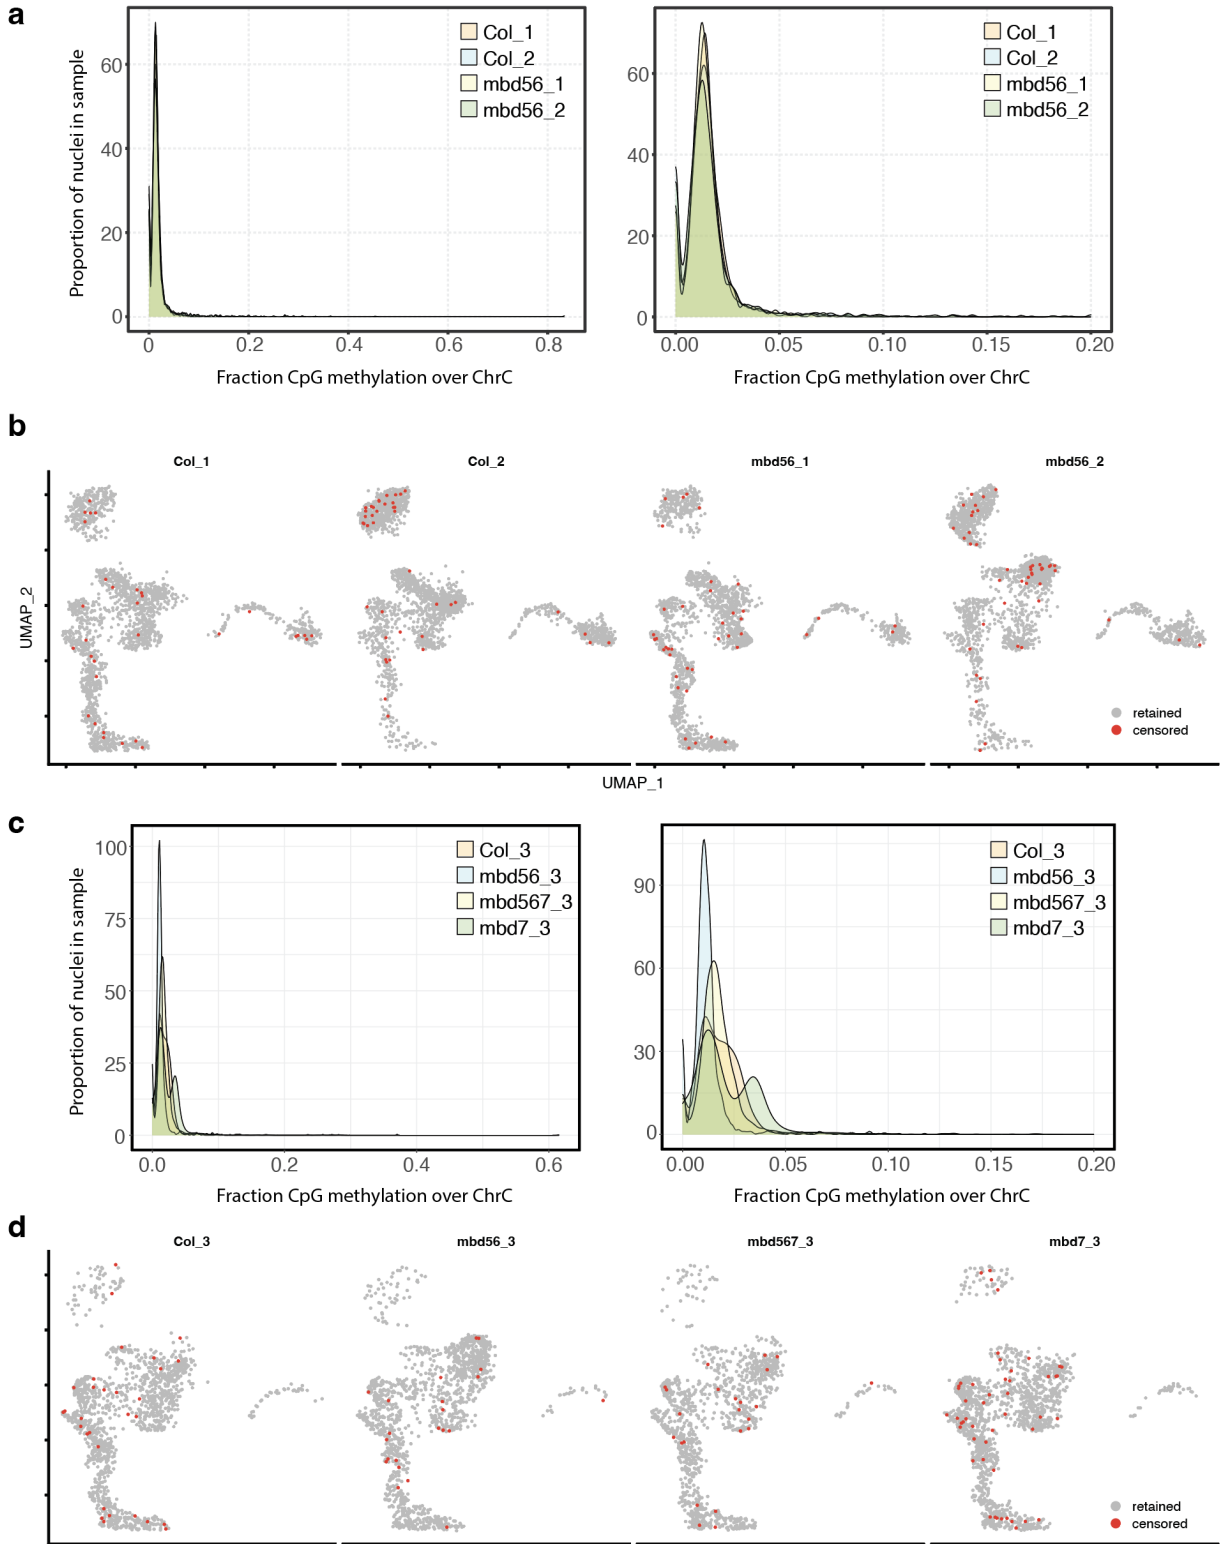 a
Proportion of nuclei in sample
60
40
20
0
0
0.2
0.4
0.6
0.8
Fraction CpG methylation over ChrC
Col_1
Col_2
mbd56_1
mbd56_2
60
40
20
0
0.00
0.05
0.10
0.15
0.20
Fraction CpG methylation over ChrC
Col_1
Col_2
mbd56_1
mbd56_2
b
Col_1
Col_2
mbd56_1
mbd56_2
UMAP_2
retained
censored
UMAP_1
c
Proportion of nuclei in sample
100
75
50
25
0
0.0
0.2
0.4
0.6
Fraction CpG methylation over ChrC
Col_3
mbd56_3
mbd567_3
mbd7_3
90
60
30
0
0.00
0.05
0.10
0.15
0.20
Fraction CpG methylation over ChrC
Col_3
mbd56_3
mbd567_3
mbd7_3
d
Col_3
mbd56_3
mbd567_3
mbd7_3
retained
censored